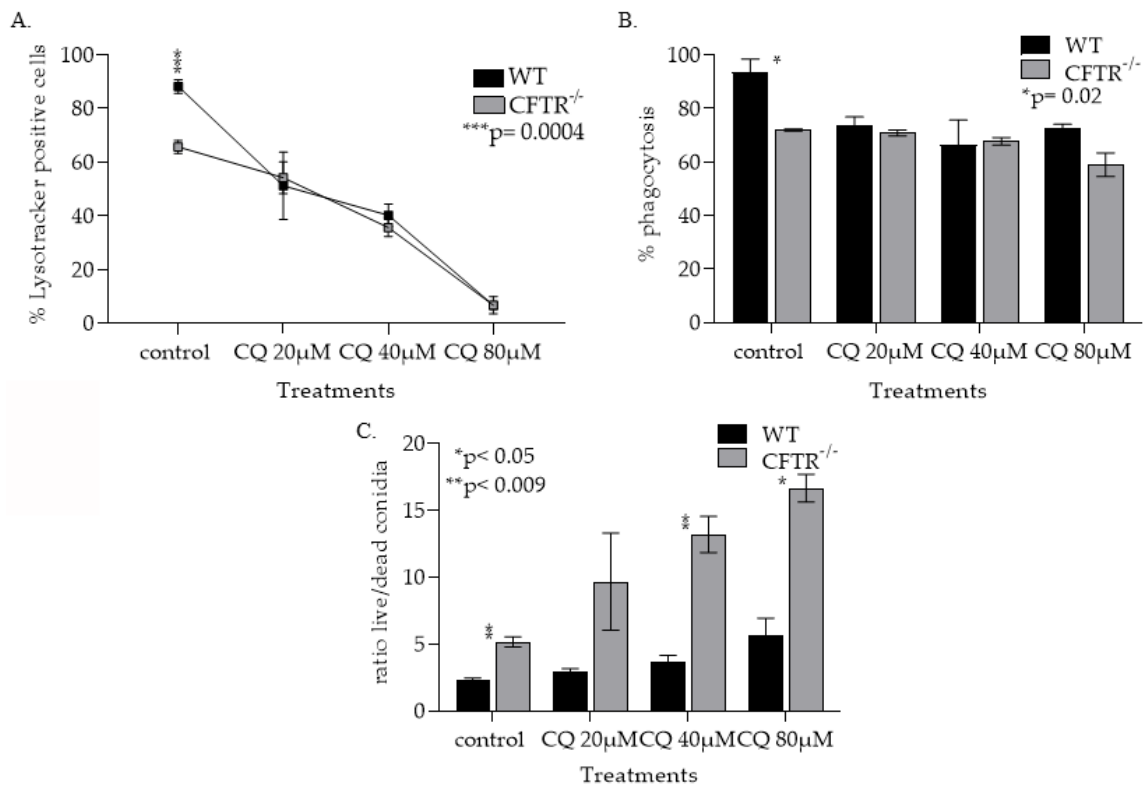 A.
% Lysotracker positive cells
100
80
60
40
20
0
***
WT
CFTR-/-
***p= 0.0004
control
CQ 20µM
CQ 40µM
CQ 80µM
Treatments
B.
% phagocytosis
100
80
60
40
20
0
*
WT
CFTR-/-
*p= 0.02
control
CQ 20µM
CQ 40µM
CQ 80µM
Treatments
C.
ratio live/dead conidia
20
15
10
5
0
*p< 0.05
**p< 0.009
WT
CFTR-/-
**
**
*
control
CQ 20µM
CQ 40µM
CQ 80µM
Treatments